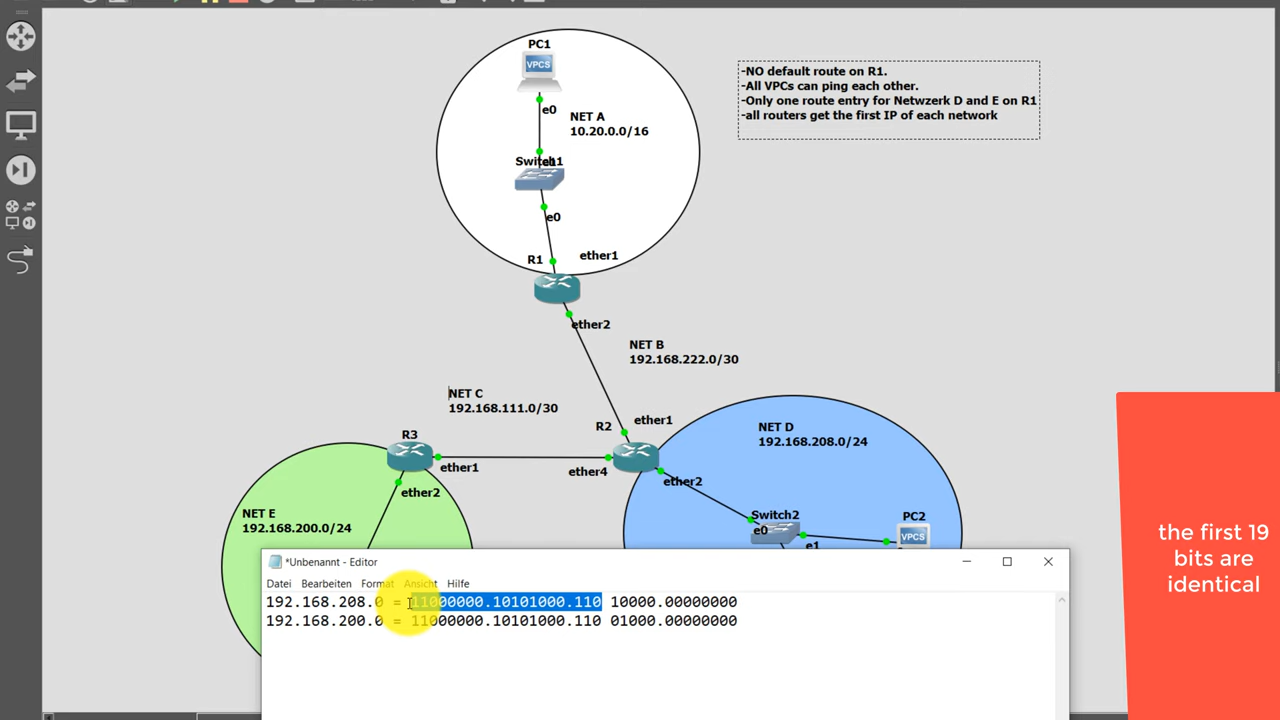 PC1
VPCS
e0
NET A
10.20.0.0/16
Switch1
e0
R1
ether1
ether2
-NO default route on R1.
-All VPCs can ping each other.
-Only one route entry for Netwzerk D and E on R1
-all routers get the first IP of each network
NET B
192.168.222.0/30
NET C
192.168.111.0/30
R3
ether1
ether2
R2
ether1
ether4
ether2
NET D
192.168.208.0/24
Switch2
e0
e1
PC2
VPCS
NET E
192.168.200.0/24
*Unbenannt - Editor
Datei Bearbeiten Format Ansicht Hilfe
192.168.208.0 = 11000000.10101000.110 10000.00000000
192.168.200.0 = 11000000.10101000.110 01000.00000000
the first 19
bits are
identical